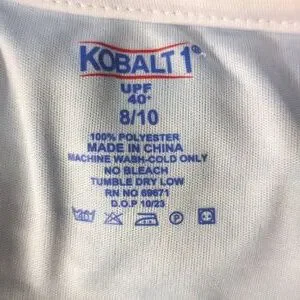 KOBALT 1®
UPF
40+
8/10
100% POLYESTER
MADE IN CHINA
MACHINE WASH-COLD ONLY
NO BLEACH
TUMBLE DRY LOW
RN NO 69671
D.O.P 10/23